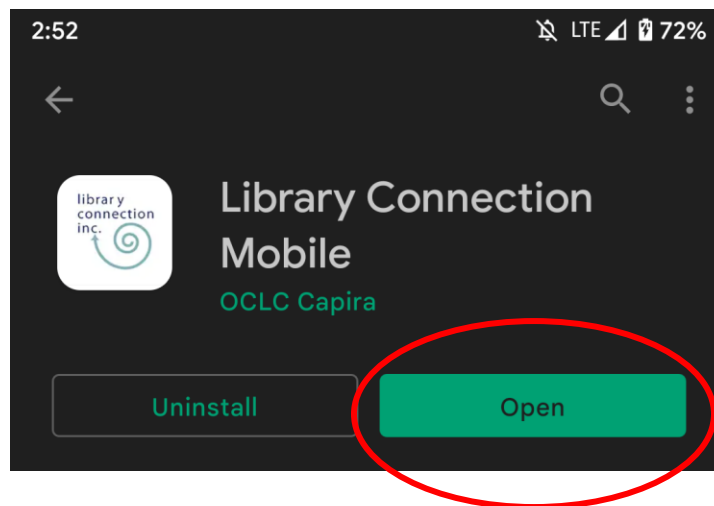 2:52 LTE 72%
library
connection
inc.
Library Connection
Mobile
OCLC Capira
Uninstall Open